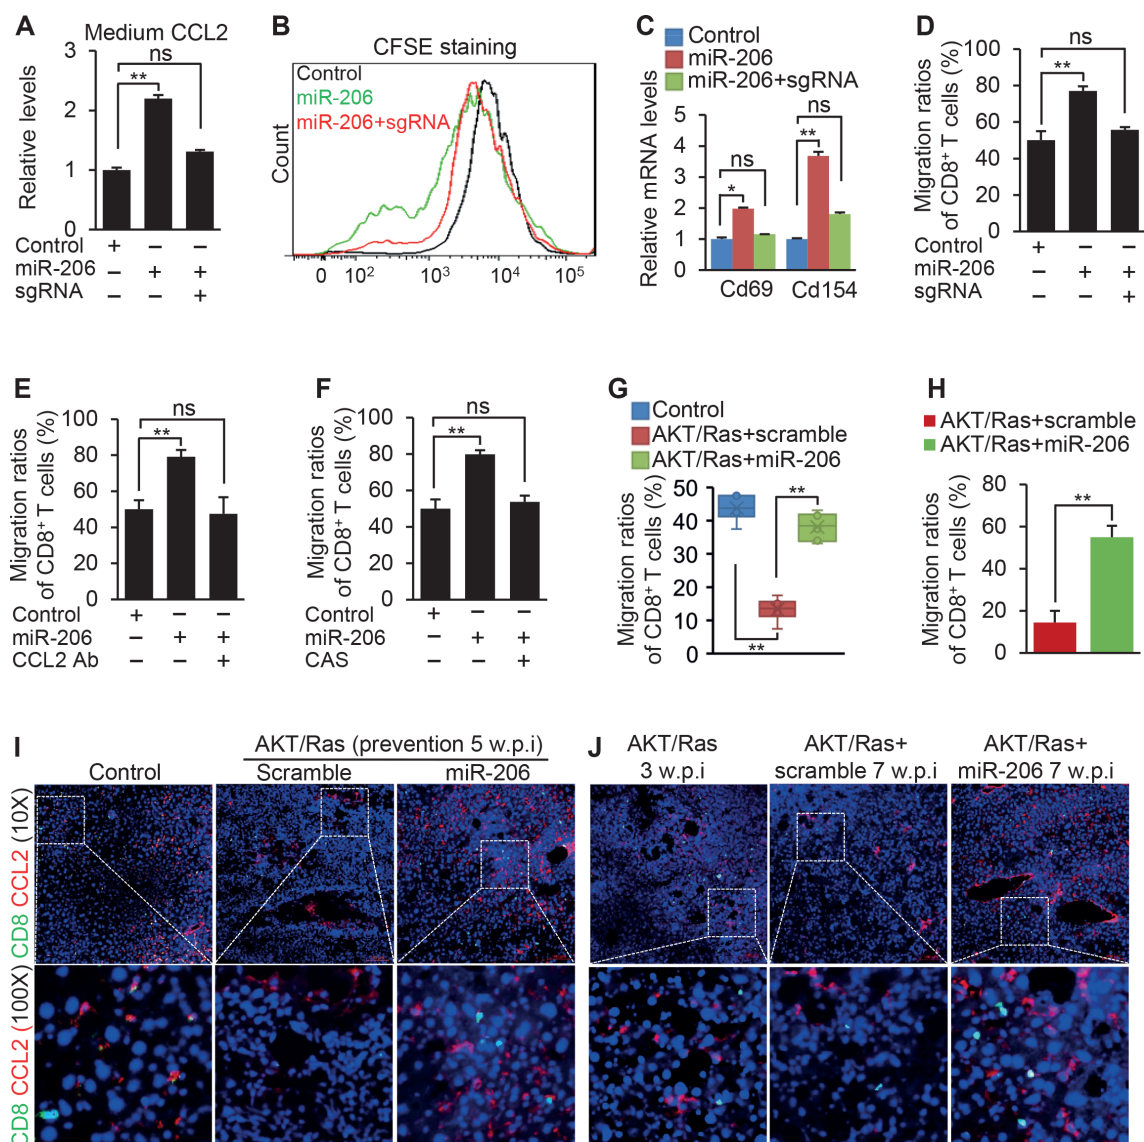 A
Medium CCL2
Relative levels
3
2
1
0
ns
**
Control + − −
miR-206 − + +
sgRNA − − +
B
CFSE staining
Control
miR-206
miR-206+sgRNA
Count
0 10² 10³ 10⁴ 10⁵
C
Control
miR-206
miR-206+sgRNA
Relative mRNA levels
5
4
3
2
1
0
ns
*
ns
**
Cd69 Cd154
D
Migration ratios
of CD8⁺ T cells (%)
100
80
60
40
20
0
ns
**
Control + − −
miR-206 − + +
sgRNA − − +
E
Migration ratios
of CD8⁺ T cells (%)
100
80
60
40
20
0
ns
**
Control + − −
miR-206 − + +
CCL2 Ab − − +
F
Migration ratios
of CD8⁺ T cells (%)
100
80
60
40
20
0
ns
**
Control + − −
miR-206 − + +
CAS − − +
G
Control
AKT/Ras+scramble
AKT/Ras+miR-206
Migration ratios
of CD8⁺ T cells (%)
50
40
30
20
10
0
**
**
H
AKT/Ras+scramble
AKT/Ras+miR-206
Migration ratios
of CD8⁺ T cells (%)
80
60
40
20
0
**
I
AKT/Ras (prevention 5 w.p.i)
Control Scramble miR-206
CD8 CCL2 (10X)
CD8 CCL2 (100X)
J
AKT/Ras
3 w.p.i
AKT/Ras+
scramble 7 w.p.i
AKT/Ras+
miR-206 7 w.p.i